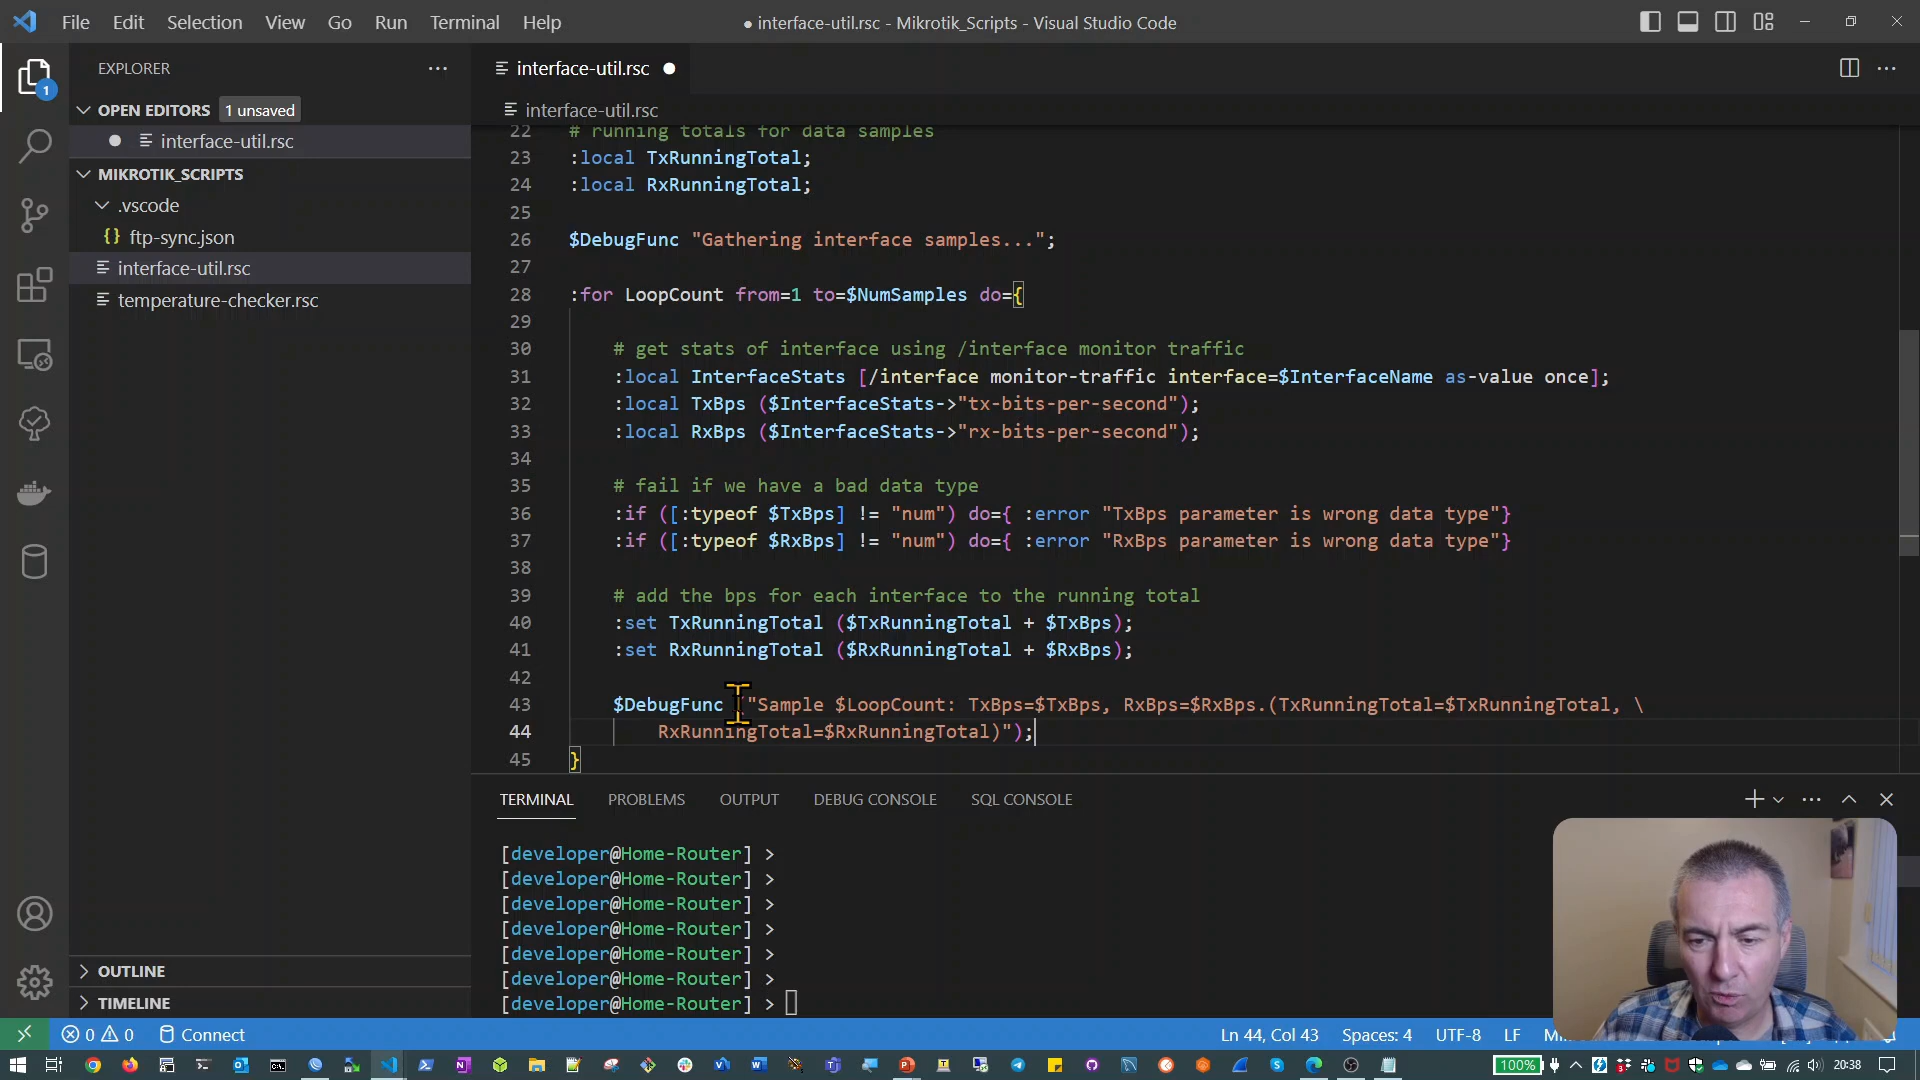 File Edit Selection View Go Run Terminal Help
● interface-util.rsc - Mikrotik_Scripts - Visual Studio Code
EXPLORER
1
OPEN EDITORS 1 unsaved
interface-util.rsc
MIKROTIK_SCRIPTS
.vscode
{} ftp-sync.json
interface-util.rsc
temperature-checker.rsc
OUTLINE
TIMELINE
interface-util.rsc
interface-util.rsc
22 # running totals for data samples
23 :local TxRunningTotal;
24 :local RxRunningTotal;
25
26 $DebugFunc "Gathering interface samples...";
27
28 :for LoopCount from=1 to=$NumSamples do={
29
30 # get stats of interface using /interface monitor traffic
31 :local InterfaceStats [/interface monitor-traffic interface=$InterfaceName as-value once];
32 :local TxBps ($InterfaceStats->"tx-bits-per-second");
33 :local RxBps ($InterfaceStats->"rx-bits-per-second");
34
35 # fail if we have a bad data type
36 :if ([:typeof $TxBps] != "num") do={ :error "TxBps parameter is wrong data type"}
37 :if ([:typeof $RxBps] != "num") do={ :error "RxBps parameter is wrong data type"}
38
39 # add the bps for each interface to the running total
40 :set TxRunningTotal ($TxRunningTotal + $TxBps);
41 :set RxRunningTotal ($RxRunningTotal + $RxBps);
42
43 $DebugFunc ("Sample $LoopCount: TxBps=$TxBps, RxBps=$RxBps.(TxRunningTotal=$TxRunningTotal, \
44 RxRunningTotal=$RxRunningTotal)");
45 }
TERMINAL PROBLEMS OUTPUT DEBUG CONSOLE SQL CONSOLE
[developer@Home-Router] >
[developer@Home-Router] >
[developer@Home-Router] >
[developer@Home-Router] >
[developer@Home-Router] >
[developer@Home-Router] >
[developer@Home-Router] >
0 0 Connect
Ln 44, Col 43 Spaces: 4 UTF-8 LF
100% 20:38